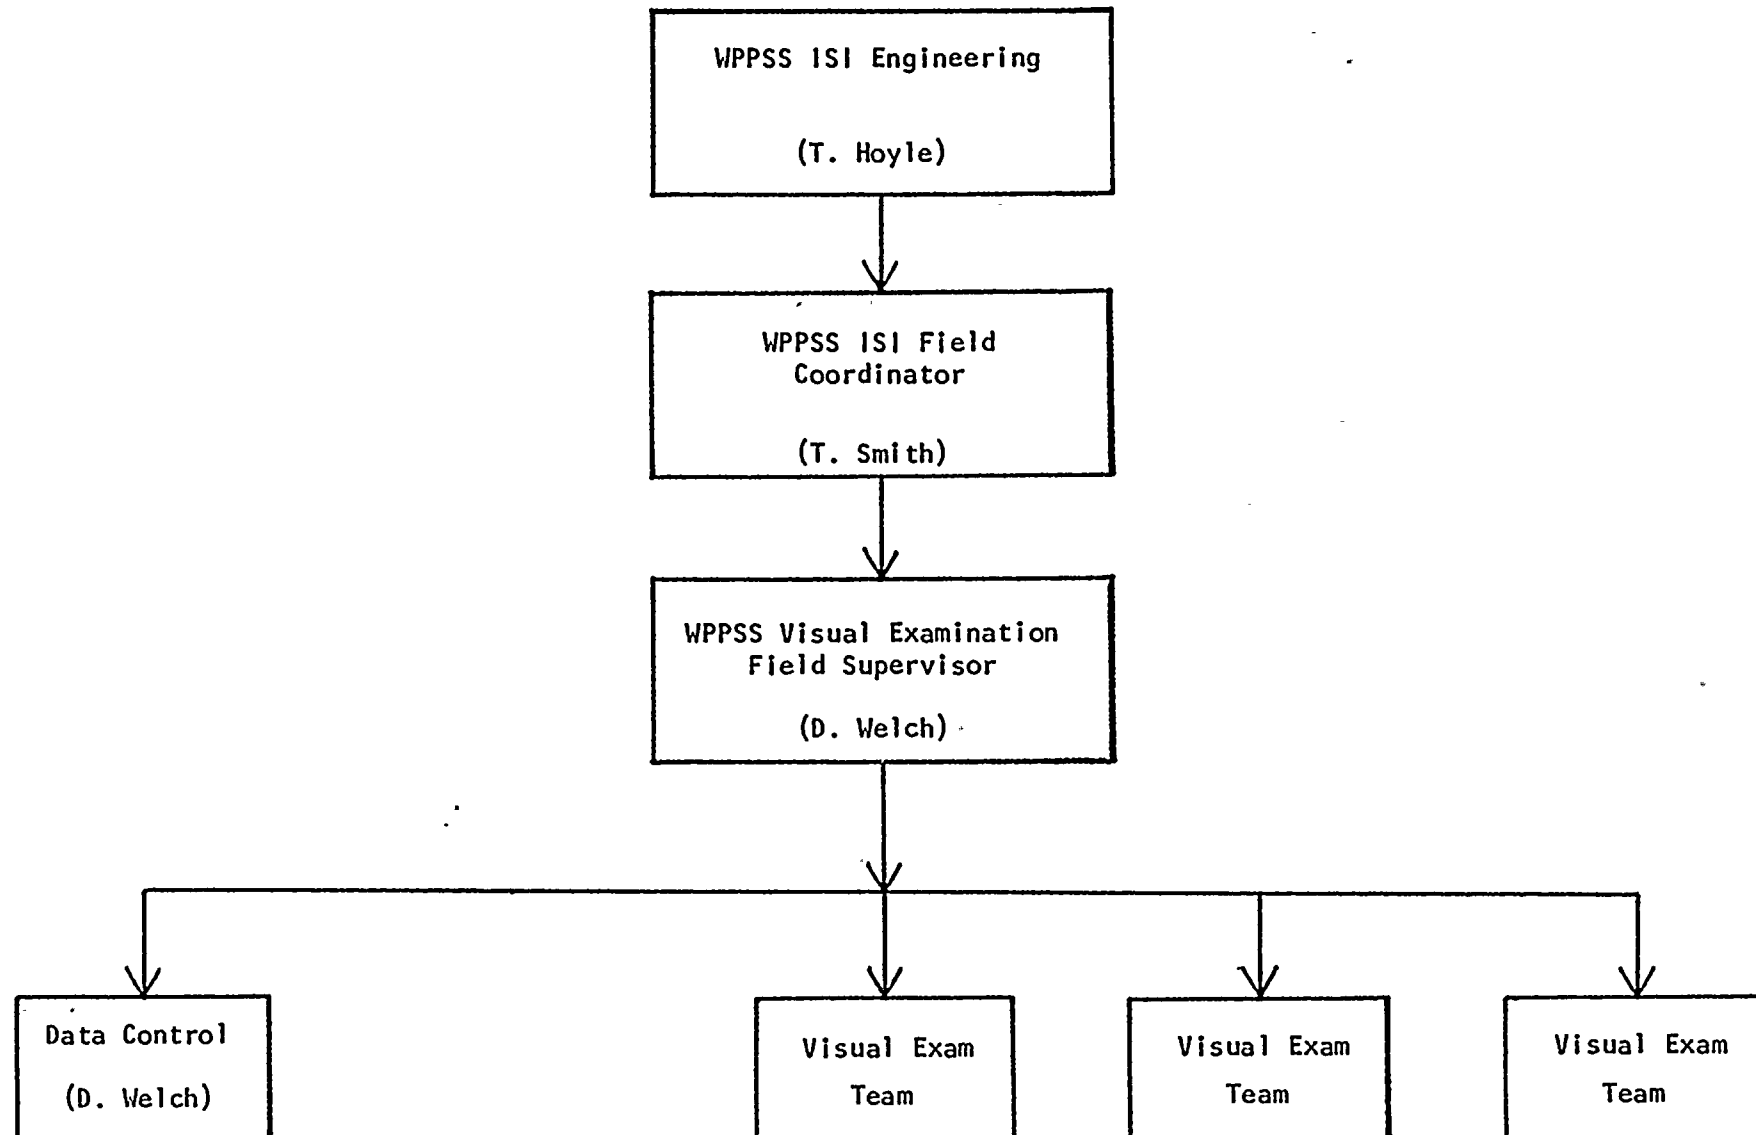 WPPSS ISI Engineering
(T. Hoyle)
WPPSS ISI Field
Coordinator
(T. Smith)
WPPSS Visual Examination
Field Supervisor
(D. Welch)
Data Control
(D. Welch)
Visual Exam
Team
Visual Exam
Team
Visual Exam
Team